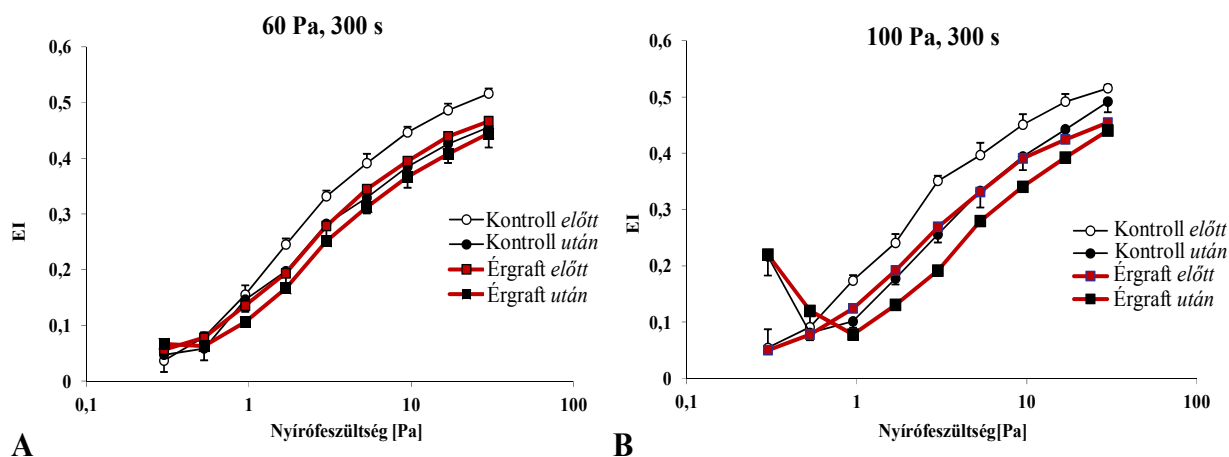 60 Pa, 300 s
0,6
0,5
0,4
0,3
0,2
0,1
0
EI
0,1
1
10
100
Nyírófeszültség [Pa]
Kontroll előtt
Kontroll után
Érgraft előtt
Érgraft után
A
100 Pa, 300 s
0,6
0,5
0,4
0,3
0,2
0,1
0
EI
0,1
1
10
100
Nyírófeszültség[Pa]
Kontroll előtt
Kontroll után
Érgraft előtt
Érgraft után
B